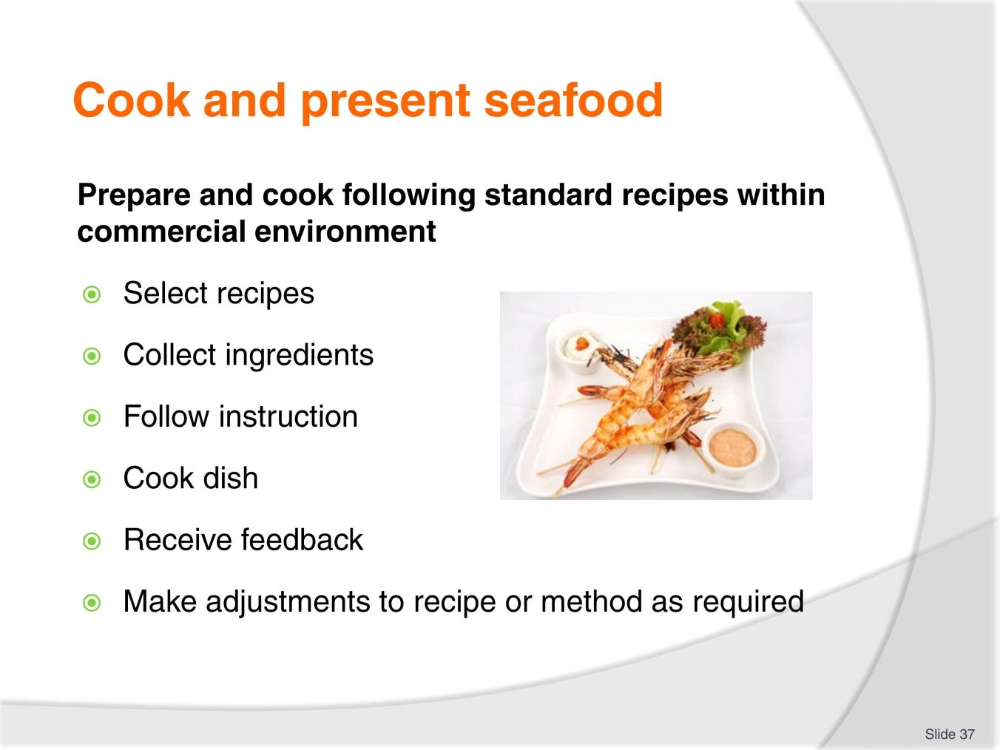 Cook and present seafood
Prepare and cook following standard recipes within
commercial environment
Select recipes
Collect ingredients
Follow instruction
Cook dish
Receive feedback
Make adjustments to recipe or method as required
Slide 37